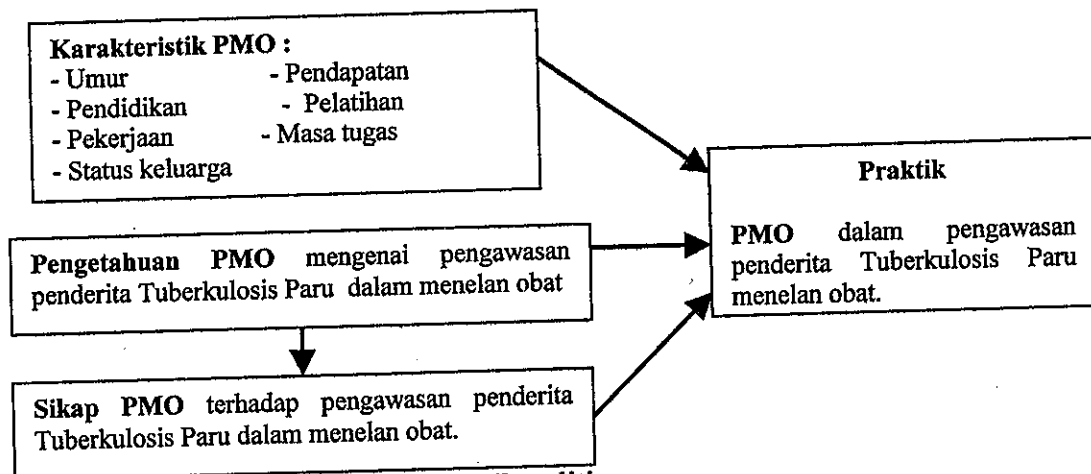 Karakteristik PMO :
- Umur - Pendapatan
- Pendidikan - Pelatihan
- Pekerjaan - Masa tugas
- Status keluarga
Pengetahuan PMO mengenai pengawasan
penderita Tuberkulosis Paru dalam menelan obat
Sikap PMO terhadap pengawasan penderita
Tuberkulosis Paru dalam menelan obat.
Praktik
PMO dalam pengawasan
penderita Tuberkulosis Paru
menelan obat.